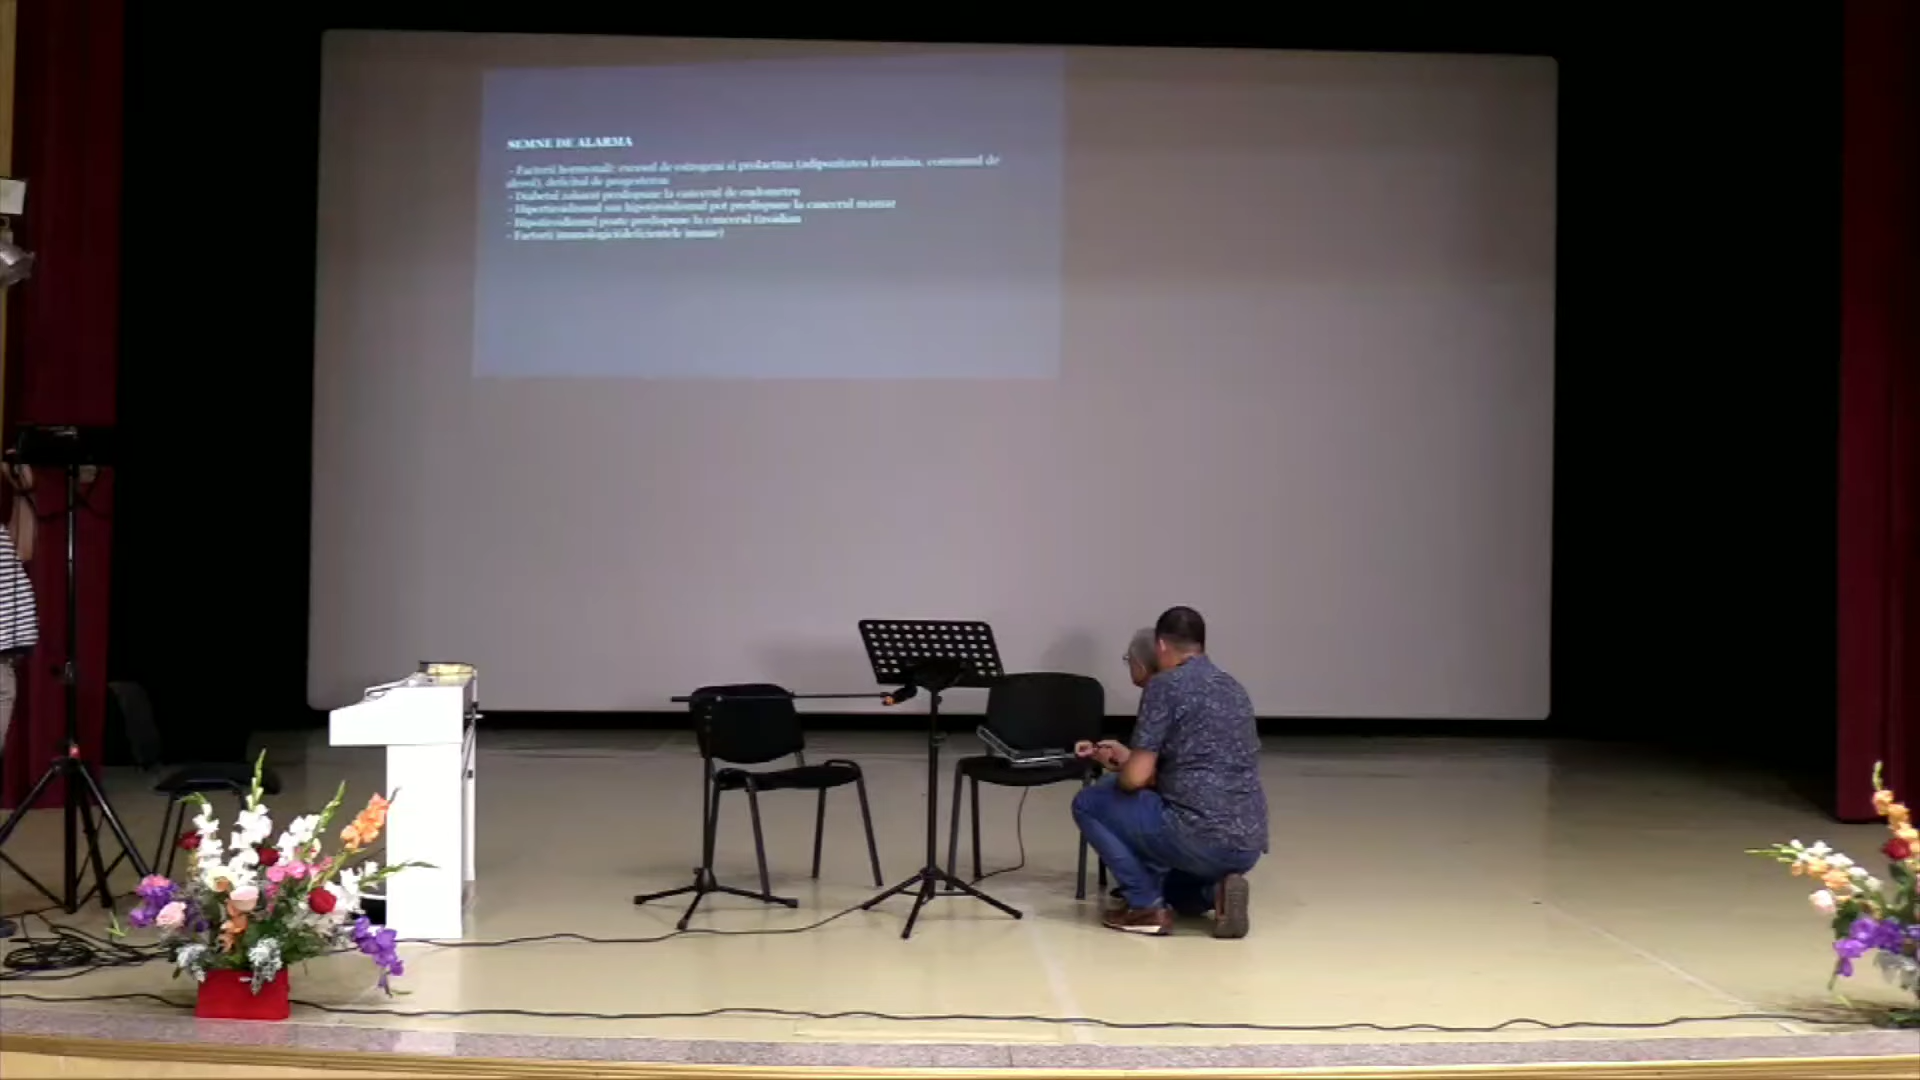 SEMNE DE ALARMA
- Factorii hormonali: excesul de estrogeni si prolactina (adipozitatea feminina, consumul de
alcool), deficitul de progesteron
- Diabetul zaharat predispune la cancerul de endometru
- Hipertiroidismul sau hipotiroidismul pot predispune la cancerul mamar
- Hipotiroidismul poate predispune la cancerul tiroidian
- Factorii imunologici(deficientele imune)